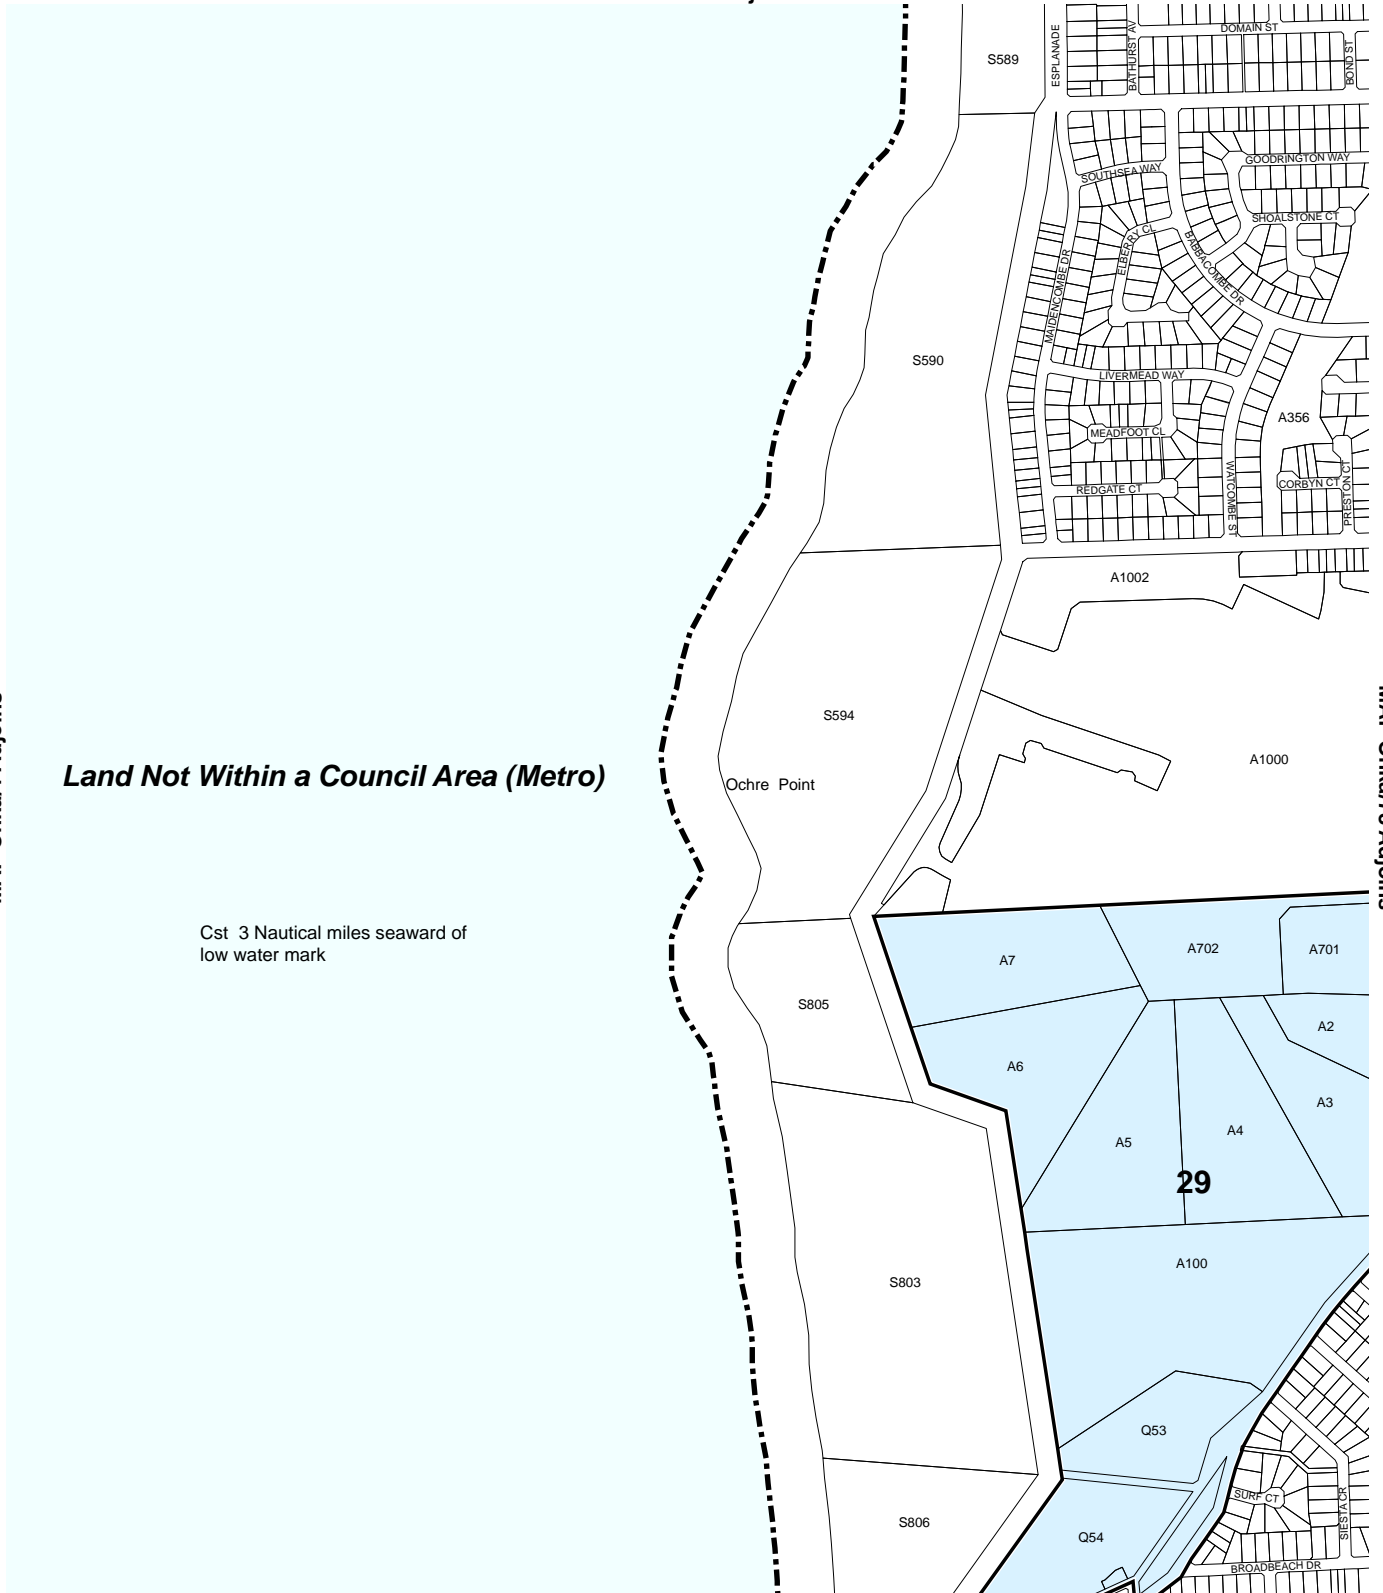 DOMAIN ST
ESPLANADE
BATHURST AV
BOND ST
S589
GOODRINGTON WAY
SOUTHSEA WAY
SHOALSTONE CT
ELBERRY CL
BABBACOMBE DR
MAIDENCOMBE DR
S590
LIVERMEAD WAY
A356
MEADFOOT CL
WATCOMBE ST
CORBYN CT
PRESTON CT
REDGATE CT
A1002
S594
A1000
Land Not Within a Council Area (Metro)
Ochre Point
Cst 3 Nautical miles seaward of
low water mark
A7
A702
A701
S805
A2
A6
A3
A5
A4
29
A100
S803
Q53
SURF CT
SIESTA CR
S806
Q54
BROADBEACH DR